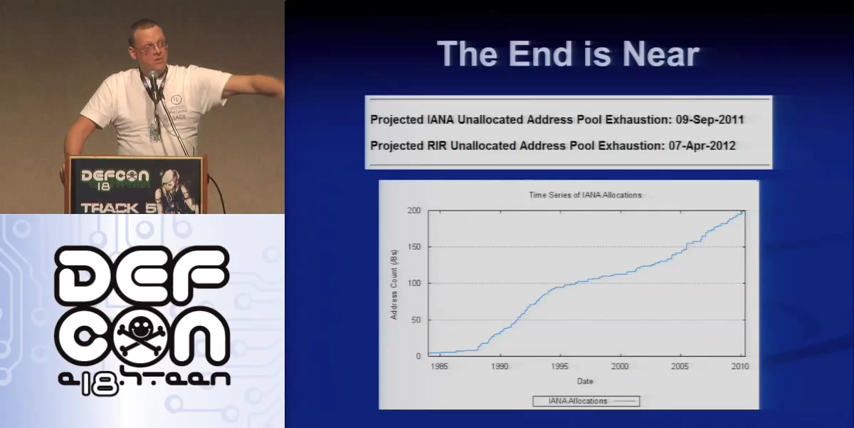 The End is Near
Projected IANA Unallocated Address Pool Exhaustion: 09-Sep-2011
Projected RIR Unallocated Address Pool Exhaustion: 07-Apr-2012
Time Series of IANA Allocations
200
150
100
50
0
Address Count (/8s)
1985 1990 1995 2000 2005 2010
Date
IANA Allocations
DEFCON
18
TRACK 5
DEF
CON
e18hteen